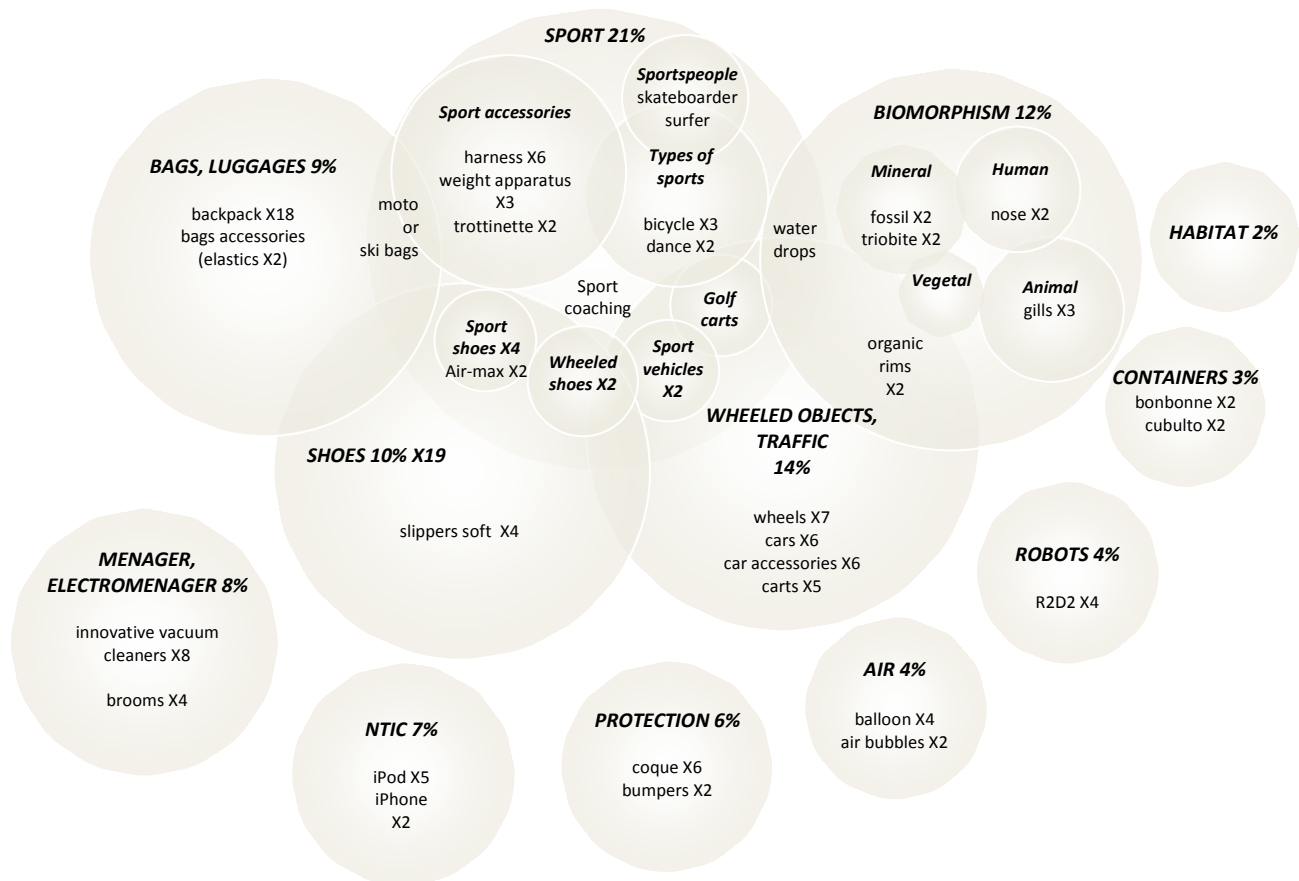 SPORT 21%
Sportspeople
skateboarder
surfer
Sport accessories
harness X6
weight apparatus
X3
trottinette X2
Types of
sports
bicycle X3
dance X2
BIOMORPHISM 12%
Mineral
fossil X2
triobite X2
Human
nose X2
Vegetal
Animal
gills X3
organic
rims
X2
BAGS, LUGGAGES 9%
backpack X18
bags accessories
(elastics X2)
moto
or
ski bags
water
drops
HABITAT 2%
Sport
coaching
Golf
carts
Sport
shoes X4
Air-max X2
Wheeled
shoes X2
Sport
vehicles
X2
CONTAINERS 3%
bonbonne X2
cubulto X2
WHEELED OBJECTS,
TRAFFIC
14%
wheels X7
cars X6
car accessories X6
carts X5
SHOES 10% X19
slippers soft X4
MENAGER,
ELECTROMENAGER 8%
innovative vacuum
cleaners X8
brooms X4
ROBOTS 4%
R2D2 X4
AIR 4%
balloon X4
air bubbles X2
NTIC 7%
iPod X5
iPhone
X2
PROTECTION 6%
coque X6
bumpers X2